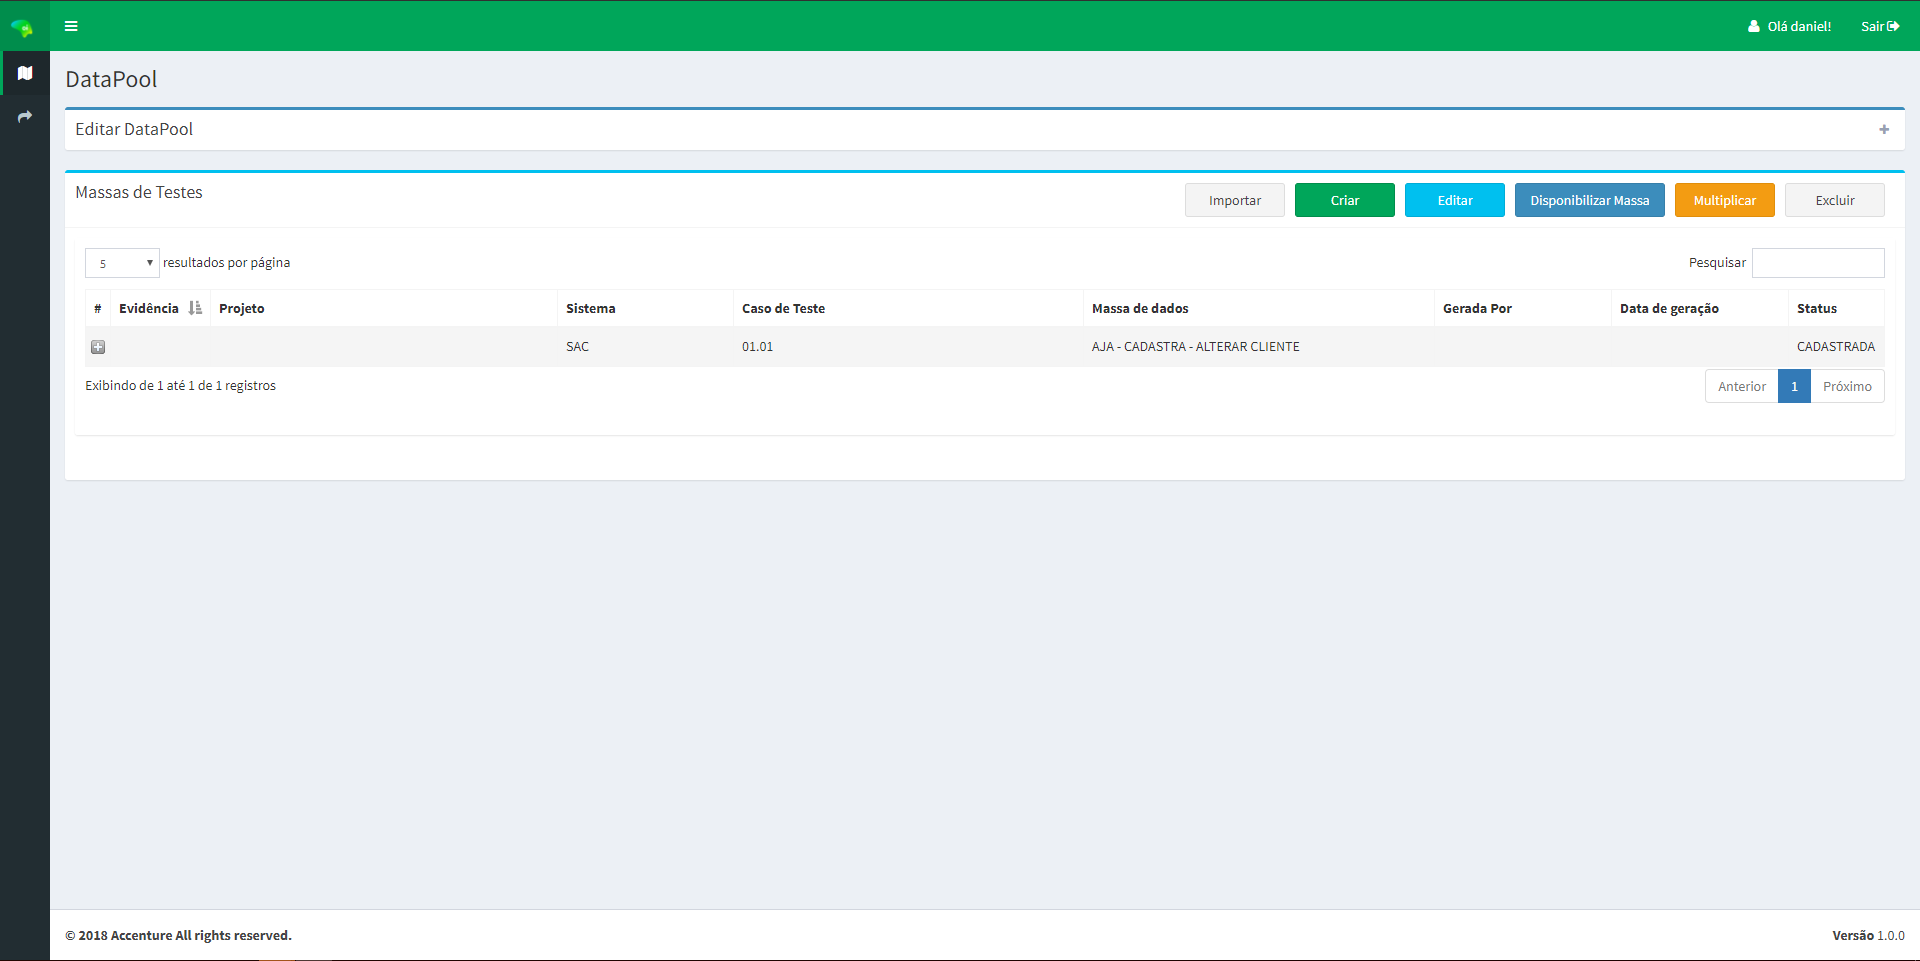 Olá daniel! Sair
DataPool
Editar DataPool
Massas de Testes
Importar Criar Editar Disponibilizar Massa Multiplicar Excluir
5 resultados por página Pesquisar
# Evidência Projeto Sistema Caso de Teste Massa de dados Gerada Por Data de geração Status
SAC 01.01 AJA - CADASTRA - ALTERAR CLIENTE CADASTRADA
Exibindo de 1 até 1 de 1 registros Anterior 1 Próximo
© 2018 Accenture All rights reserved. Versão 1.0.0